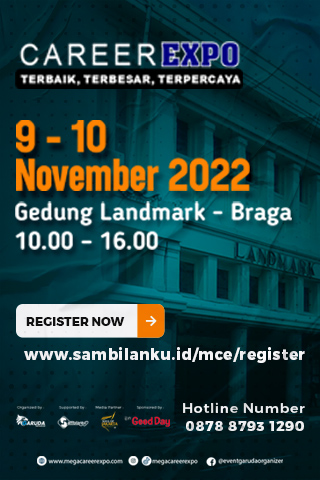 CAREER EXPO
TERBAIK, TERBESAR, TERPERCAYA
9 - 10
November 2022
Gedung Landmark - Braga
10.00 - 16.00
LANDMARK
REGISTER NOW
www.sambilanku.id/mce/register
Organized by : Supported by : Media Partner : Sponsored by :
GARUDA
Good Day
Hotline Number
0878 8793 1290
www.megacareerexpo.com megacareerexpo @eventgarudaorganizer